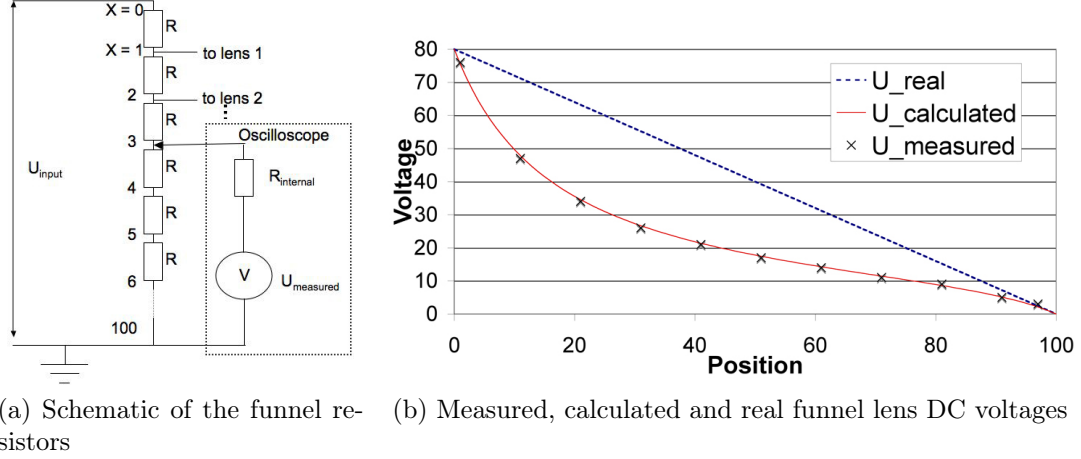 X = 0
R
X = 1
to lens 1
R
2
to lens 2
R
Oscilloscope
3
U input
R
R internal
4
R
5
R
V
U measured
6
100
80
70
60
50
40
30
20
10
0
Voltage
U_real
U_calculated
U_measured
0 20 40 60 80 100
Position
(a) Schematic of the funnel re-
sistors
(b) Measured, calculated and real funnel lens DC voltages